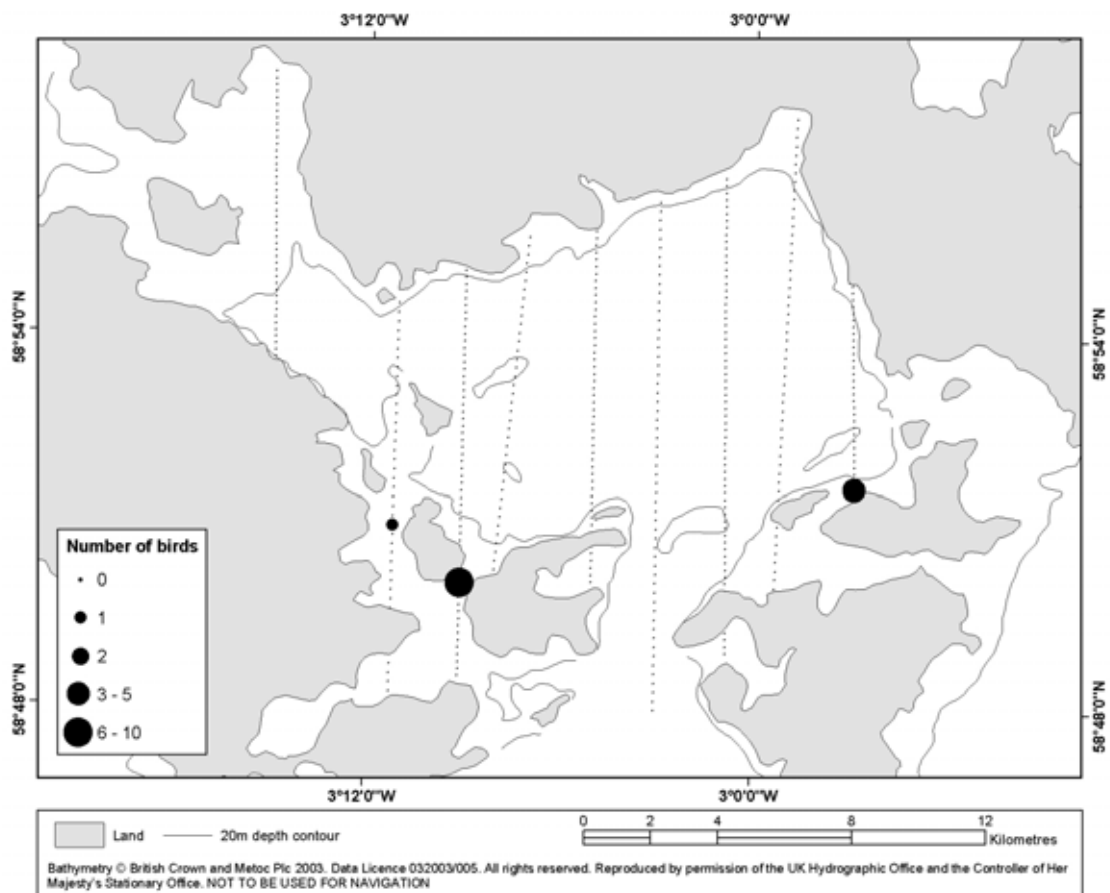 3°12'0"W 3°0'0"W
58°54'0"N 58°54'0"N
Number of birds
0
1
2
3 - 5
6 - 10
58°48'0"N 58°48'0"N
3°12'0"W 3°0'0"W
Land 20m depth contour 0 2 4 8 12
Kilometres
Bathymetry © British Crown and Metoc Plc 2003. Data Licence 032003/005. All rights reserved. Reproduced by permission of the UK Hydrographic Office and the Controller of Her
Majesty's Stationary Office. NOT TO BE USED FOR NAVIGATION